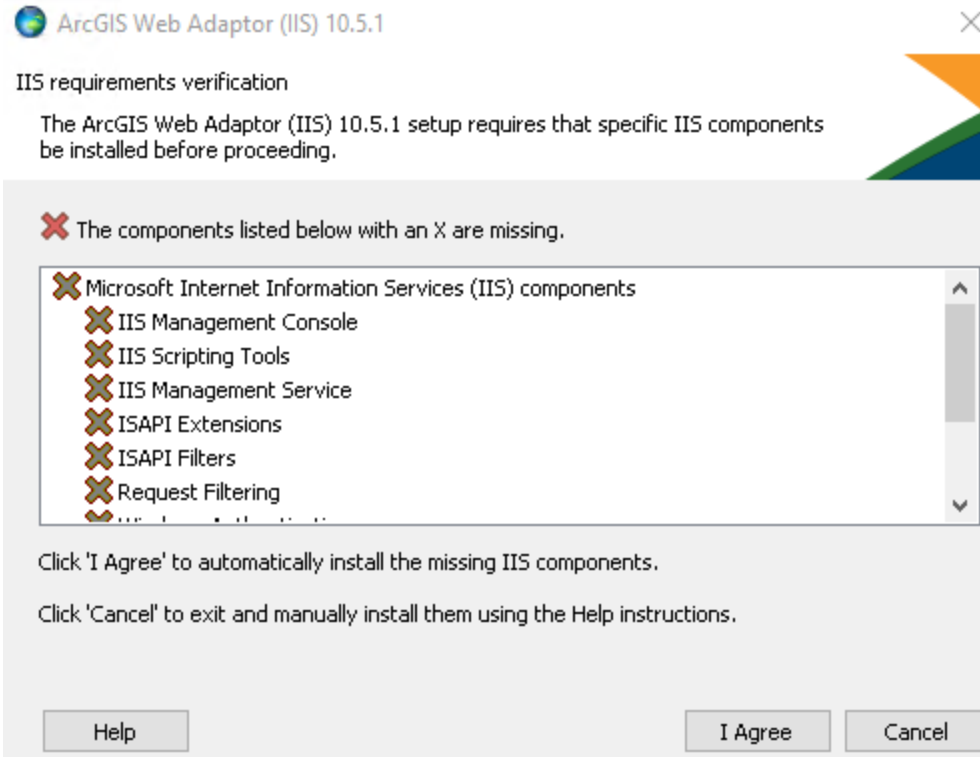 ArcGIS Web Adaptor (IIS) 10.5.1
IIS requirements verification
The ArcGIS Web Adaptor (IIS) 10.5.1 setup requires that specific IIS components
be installed before proceeding.
The components listed below with an X are missing.
Microsoft Internet Information Services (IIS) components
IIS Management Console
IIS Scripting Tools
IIS Management Service
ISAPI Extensions
ISAPI Filters
Request Filtering
Click 'I Agree' to automatically install the missing IIS components.
Click 'Cancel' to exit and manually install them using the Help instructions.
Help
I Agree
Cancel